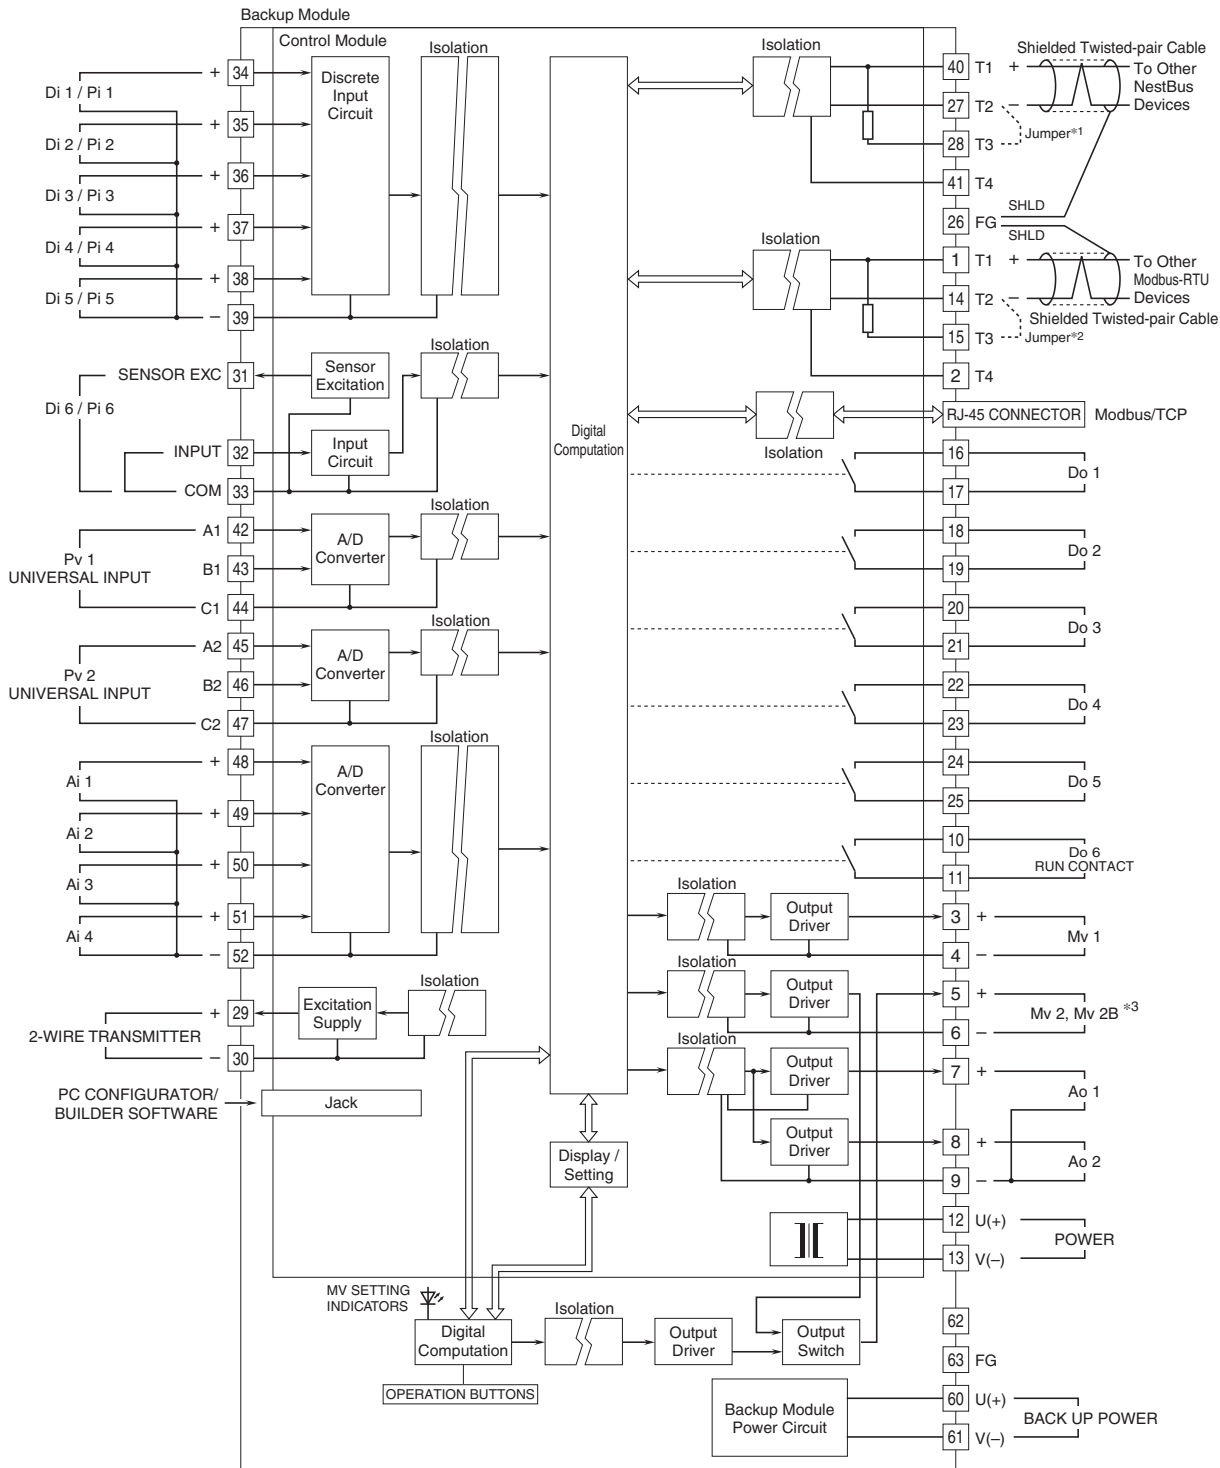 Backup Module
Control Module
Isolation
Discrete
Input
Circuit
+ 34
Di 1 / Pi 1
+ 35
Di 2 / Pi 2
+ 36
Di 3 / Pi 3
+ 37
Di 4 / Pi 4
+ 38
Di 5 / Pi 5
− 39
SENSOR EXC 31
Sensor
Excitation
Isolation
Di 6 / Pi 6
INPUT 32
Input
Circuit
COM 33
Isolation
A1 42
A/D
Converter
Pv 1
UNIVERSAL INPUT
B1 43
C1 44
Isolation
A2 45
A/D
Converter
Pv 2
UNIVERSAL INPUT
B2 46
C2 47
Isolation
+ 48
A/D
Converter
Ai 1
+ 49
Ai 2
+ 50
Ai 3
+ 51
Ai 4
− 52
Isolation
+ 29
Excitation
Supply
2-WIRE TRANSMITTER
− 30
PC CONFIGURATOR/
BUILDER SOFTWARE
Jack
Digital
Computation
Display /
Setting
Isolation
40 T1 +
Shielded Twisted-pair Cable
To Other
NestBus
Devices
27 T2 −
Jumper*1
28 T3
41 T4
SHLD
26 FG
SHLD
Isolation
1 T1 +
To Other
Modbus-RTU
Devices
14 T2 −
Shielded Twisted-pair Cable
15 T3 Jumper*2
2 T4
RJ-45 CONNECTOR Modbus/TCP
Isolation
16
Do 1
17
18
Do 2
19
20
Do 3
21
22
Do 4
23
24
Do 5
25
10
Do 6
RUN CONTACT
11
Isolation
Output
Driver
3 +
Mv 1
4 −
Isolation
Output
Driver
5 +
Mv 2, Mv 2B *3
6 −
Isolation
Output
Driver
7 +
Ao 1
Output
Driver
8 +
Ao 2
9 −
12 U(+)
POWER
13 V(–)
MV SETTING
INDICATORS
Digital
Computation
Isolation
Output
Driver
Output
Switch
OPERATION BUTTONS
62
63 FG
Backup Module
Power Circuit
60 U(+)
BACK UP POWER
61 V(–)